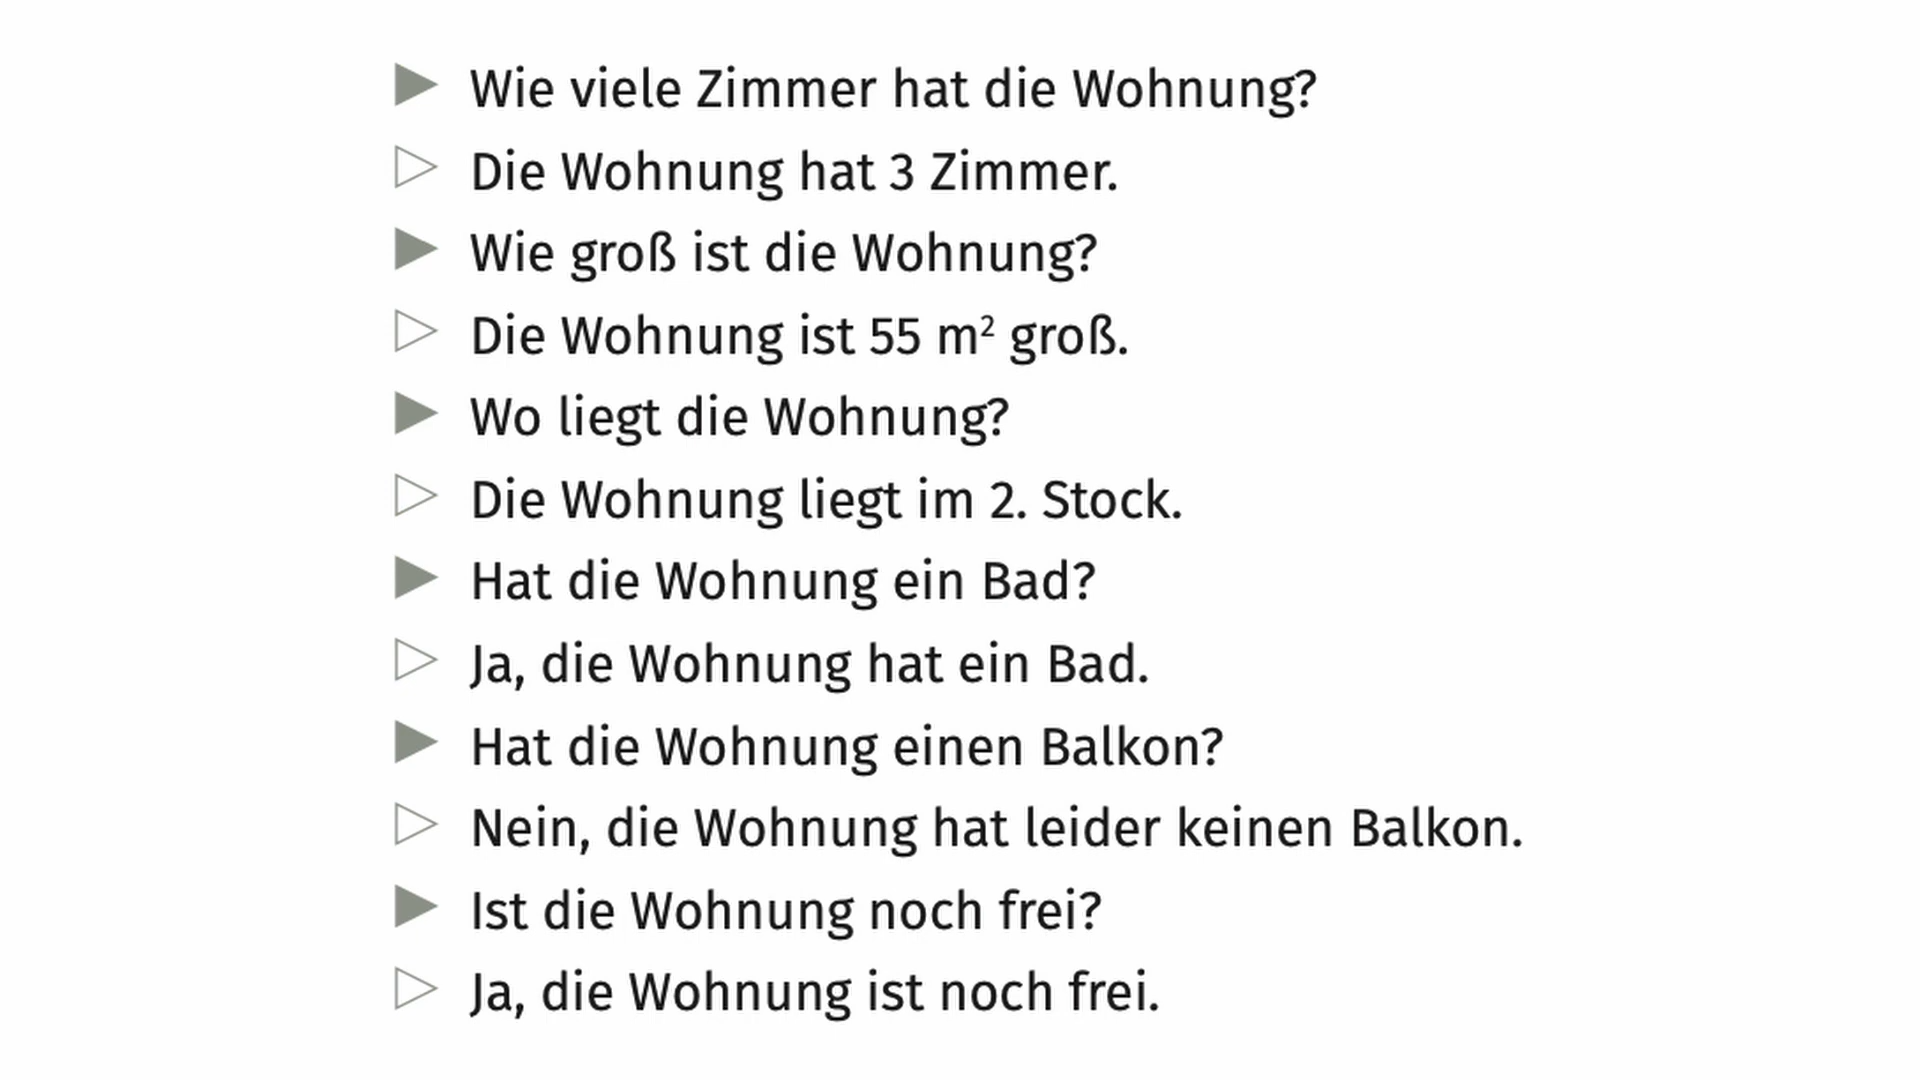 Wie viele Zimmer hat die Wohnung?
Die Wohnung hat 3 Zimmer.
Wie groß ist die Wohnung?
Die Wohnung ist 55 m² groß.
Wo liegt die Wohnung?
Die Wohnung liegt im 2. Stock.
Hat die Wohnung ein Bad?
Ja, die Wohnung hat ein Bad.
Hat die Wohnung einen Balkon?
Nein, die Wohnung hat leider keinen Balkon.
Ist die Wohnung noch frei?
Ja, die Wohnung ist noch frei.